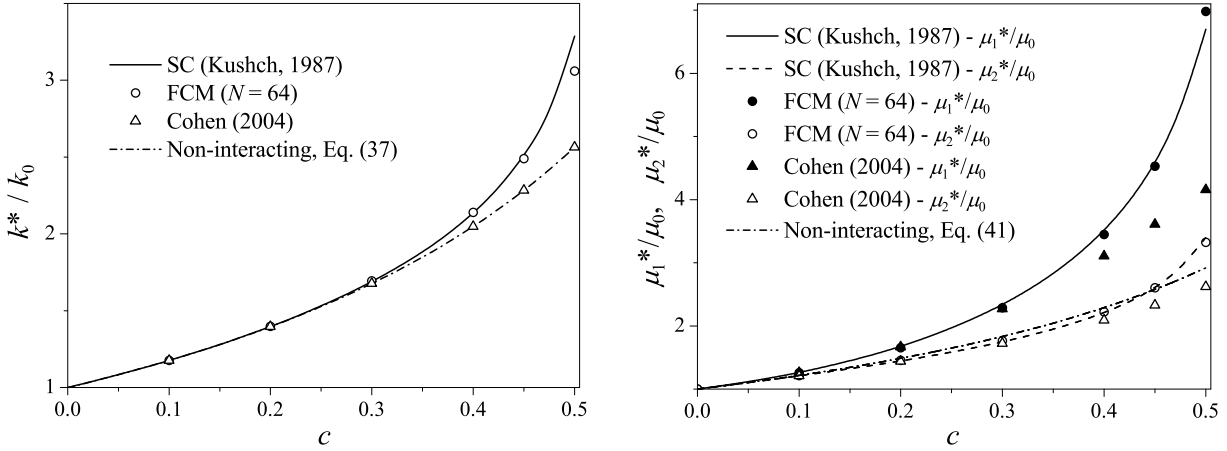 k* / k0
3
2
1
SC (Kushch, 1987)
FCM (N = 64)
Cohen (2004)
Non-interacting, Eq. (37)
0.0 0.1 0.2 0.3 0.4 0.5
c
μ1*/μ0, μ2*/μ0
6
4
2
SC (Kushch, 1987) - μ1*/μ0
SC (Kushch, 1987) - μ2*/μ0
FCM (N = 64) - μ1*/μ0
FCM (N = 64) - μ2*/μ0
Cohen (2004) - μ1*/μ0
Cohen (2004) - μ2*/μ0
Non-interacting, Eq. (41)
0.0 0.1 0.2 0.3 0.4 0.5
c